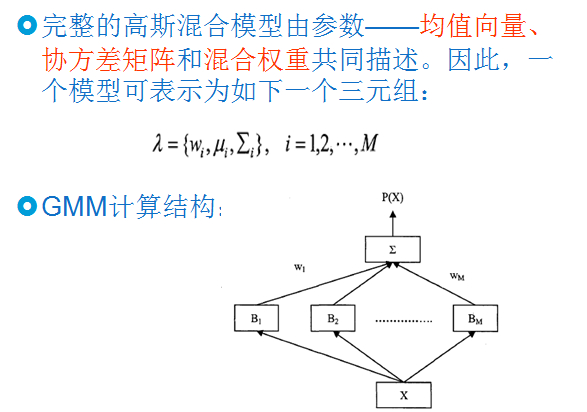 完整的高斯混合模型由参数——均值向量、
协方差矩阵和混合权重共同描述。因此，一
个模型可表示为如下一个三元组：
λ = {wᵢ, μᵢ, Σᵢ}, i = 1,2,⋯,M
GMM计算结构：
P(X)
Σ
w₁ w_M
B₁ B₂ ................ B_M
X